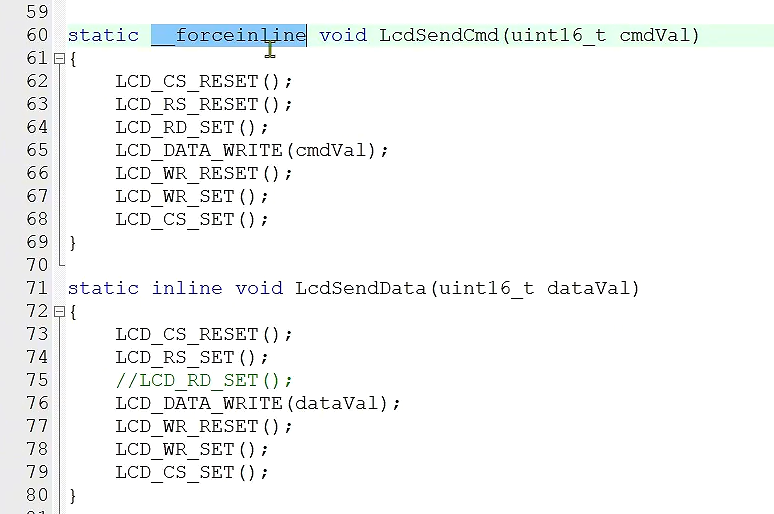 59
60 static __forceinline void LcdSendCmd(uint16_t cmdVal)
61 {
62     LCD_CS_RESET();
63     LCD_RS_RESET();
64     LCD_RD_SET();
65     LCD_DATA_WRITE(cmdVal);
66     LCD_WR_RESET();
67     LCD_WR_SET();
68     LCD_CS_SET();
69 }
70
71 static inline void LcdSendData(uint16_t dataVal)
72 {
73     LCD_CS_RESET();
74     LCD_RS_SET();
75     //LCD_RD_SET();
76     LCD_DATA_WRITE(dataVal);
77     LCD_WR_RESET();
78     LCD_WR_SET();
79     LCD_CS_SET();
80 }